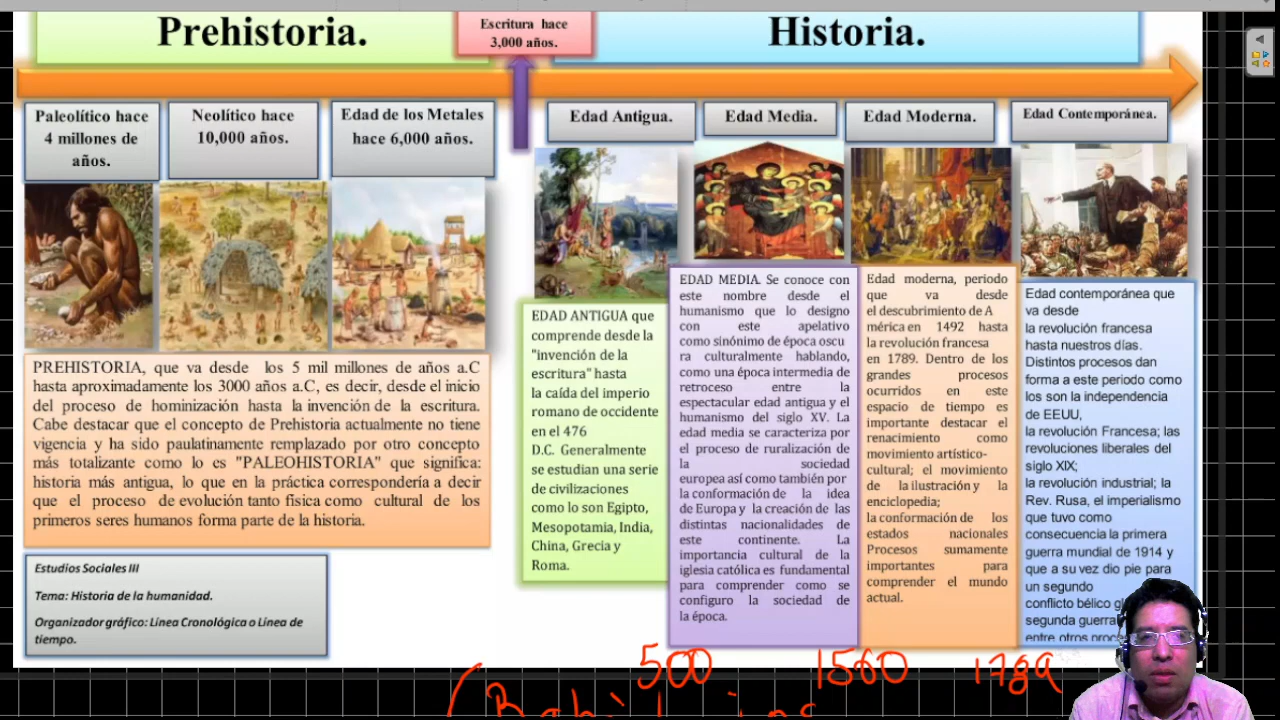 Prehistoria.
Escritura hace
3,000 años.
Historia.
Paleolítico hace
4 millones de
años.
Neolítico hace
10,000 años.
Edad de los Metales
hace 6,000 años.
Edad Antigua.
Edad Media.
Edad Moderna.
Edad Contemporánea.
PREHISTORIA, que va desde los 5 mil millones de años a.C
hasta aproximadamente los 3000 años a.C, es decir, desde el inicio
del proceso de hominización hasta la invención de la escritura.
Cabe destacar que el concepto de Prehistoria actualmente no tiene
vigencia y ha sido paulatinamente remplazado por otro concepto
más totalizante como lo es "PALEOHISTORIA" que significa:
historia más antigua, lo que en la práctica correspondería a decir
que el proceso de evolución tanto física como cultural de los
primeros seres humanos forma parte de la historia.
Estudios Sociales III
Tema: Historia de la humanidad.
Organizador gráfico: Linea Cronológica o Línea de
tiempo.
EDAD ANTIGUA que
comprende desde la
"invención de la
escritura" hasta
la caída del imperio
romano de occidente
en el 476
D.C. Generalmente
se estudian una serie
de civilizaciones
como lo son Egipto,
Mesopotamia, India,
China, Grecia y
Roma.
EDAD MEDIA. Se conoce con
este nombre desde el
humanismo que lo designo
con este apelativo
como sinónimo de época oscu
ra culturalmente hablando,
como una época intermedia de
retroceso entre la
espectacular edad antigua y el
humanismo del siglo XV. La
edad media se caracteriza por
el proceso de ruralización de
la sociedad
europea así como también por
la conformación de la idea
de Europa y la creación de las
distintas nacionalidades de
este continente. La
importancia cultural de la
iglesia católica es fundamental
para comprender como se
configuro la sociedad de
la época.
Edad moderna, periodo
que va desde
el descubrimiento de A
mérica en 1492 hasta
la revolución francesa
en 1789. Dentro de los
grandes procesos
ocurridos en este
espacio de tiempo es
importante destacar el
renacimiento como
movimiento artístico-
cultural; el movimiento
de la ilustración y la
enciclopedia;
la conformación de los
estados nacionales
Procesos sumamente
importantes para
comprender el mundo
actual.
Edad contemporánea que
va desde
la revolución francesa
hasta nuestros días.
Distintos procesos dan
forma a este periodo como
los son la independencia
de EEUU,
la revolución Francesa; las
revoluciones liberales del
siglo XIX;
la revolución industrial; la
Rev. Rusa, el imperialismo
que tuvo como
consecuencia la primera
guerra mundial de 1914 y
que a su vez dio pie para
un segundo
conflicto bélico
segunda guerra
entre otros
500 1560 1789